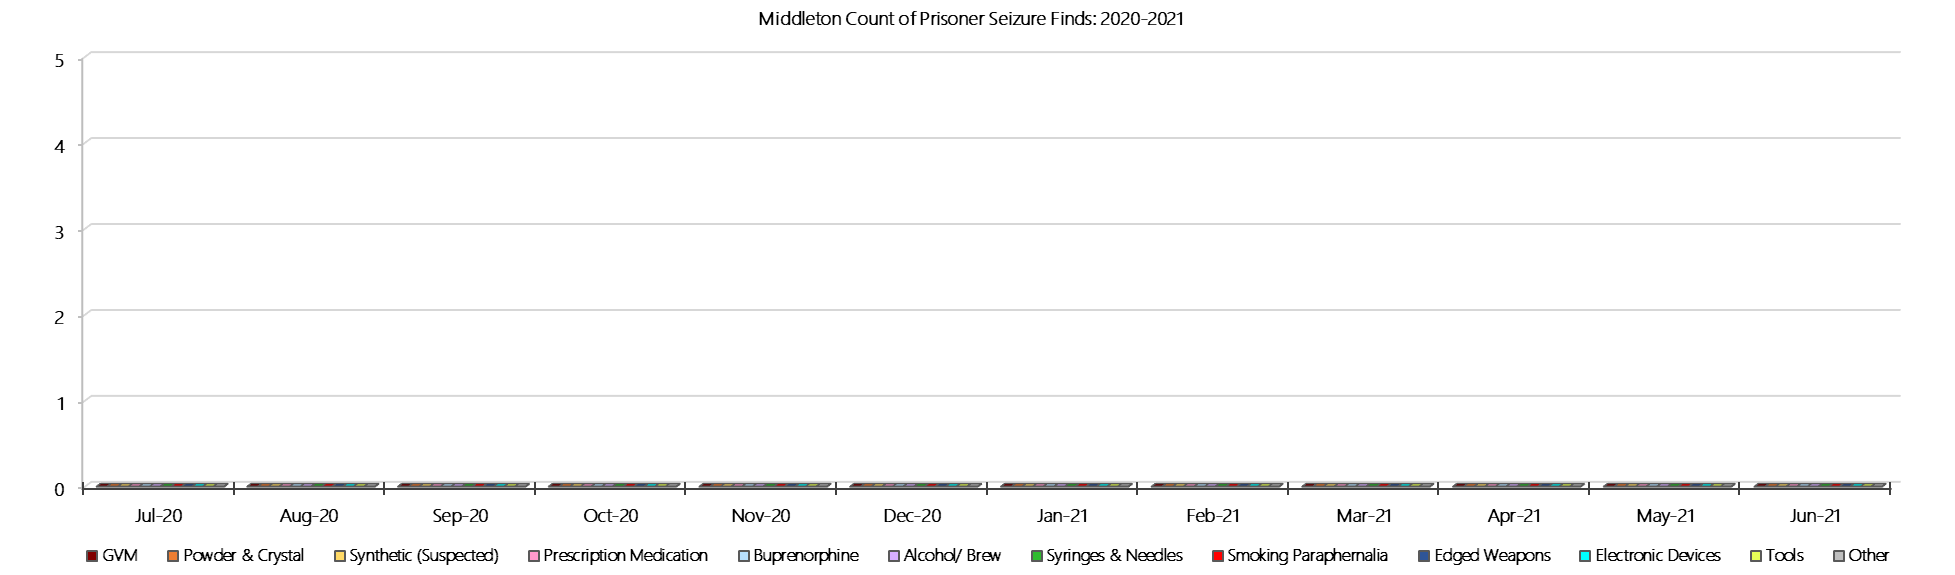 Middleton Count of Prisoner Seizure Finds: 2020-2021
5
4
3
2
1
0
Jul-20 Aug-20 Sep-20 Oct-20 Nov-20 Dec-20 Jan-21 Feb-21 Mar-21 Apr-21 May-21 Jun-21
GVM Powder & Crystal Synthetic (Suspected) Prescription Medication Buprenorphine Alcohol/ Brew Syringes & Needles Smoking Paraphernalia Edged Weapons Electronic Devices Tools Other